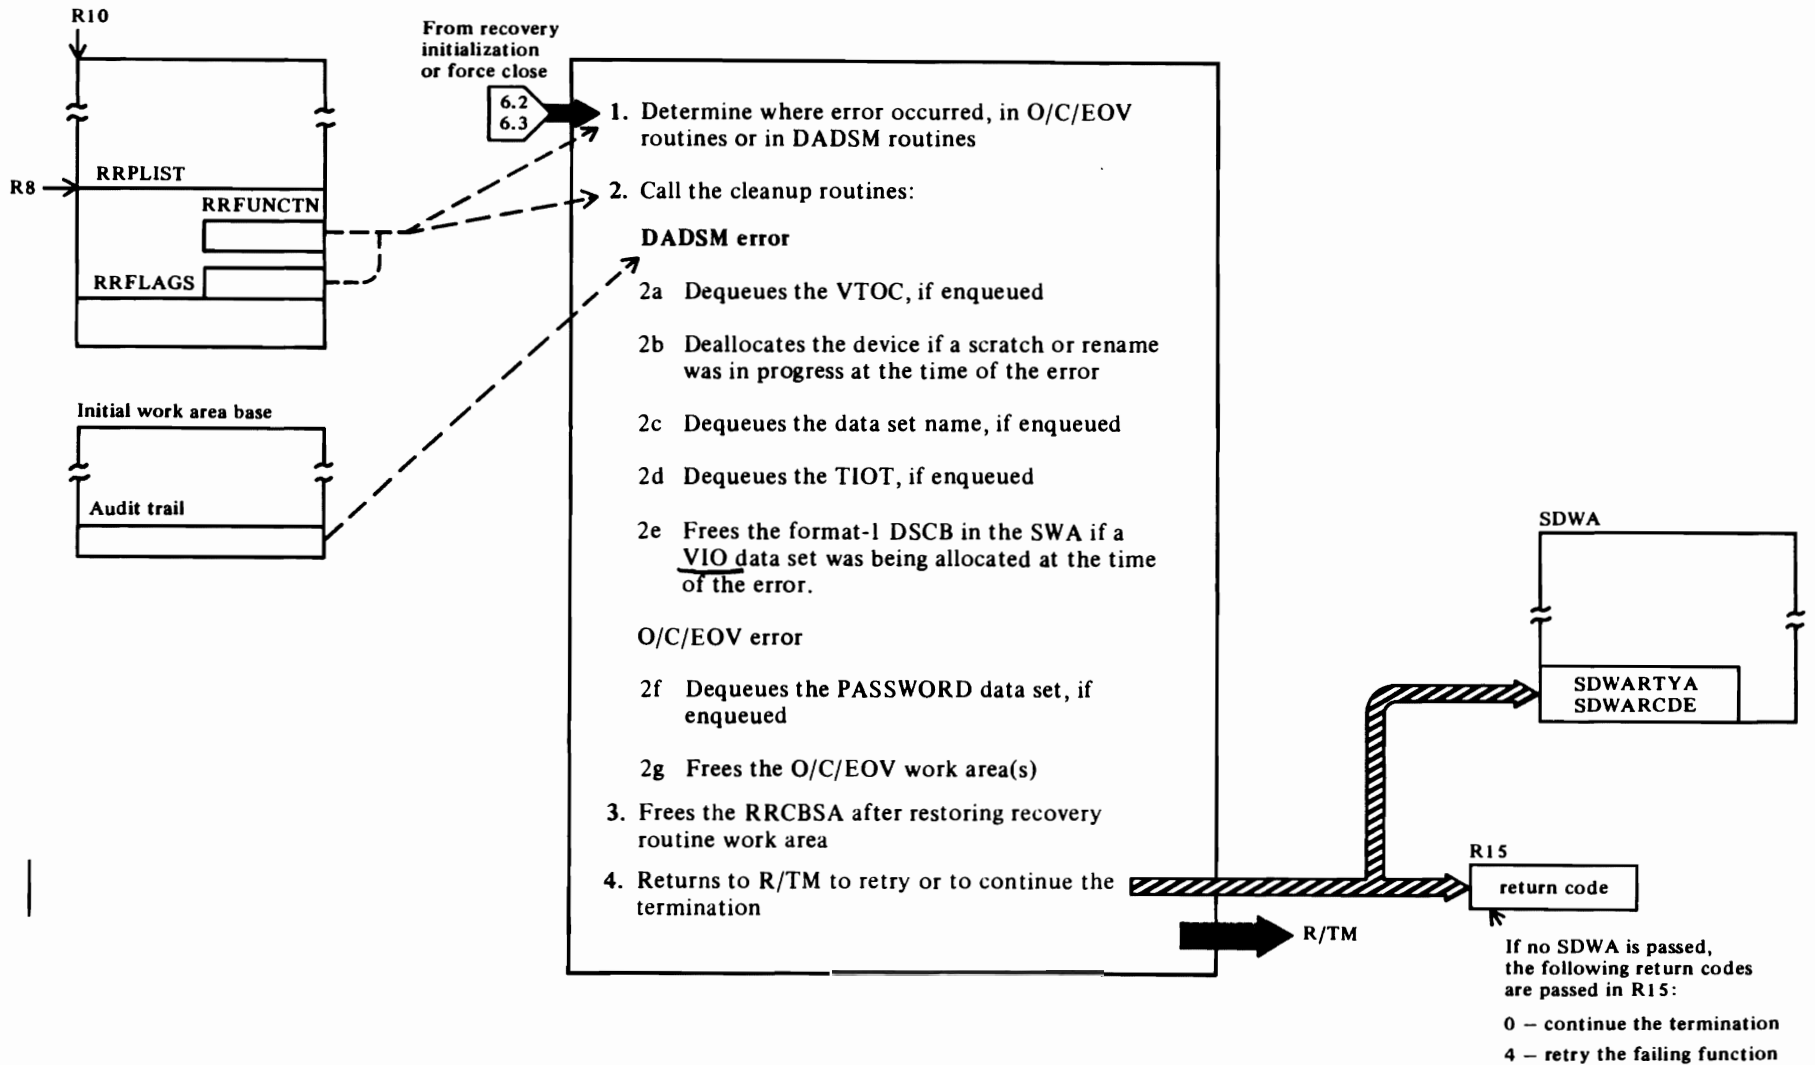 R10
From recovery
initialization
or force close
6.2
6.3
R8
RRPLIST
RRFUNCTN
RRFLAGS
Initial work area base
Audit trail
1. Determine where error occurred, in O/C/EOV
routines or in DADSM routines
2. Call the cleanup routines:
DADSM error
2a Dequeues the VTOC, if enqueued
2b Deallocates the device if a scratch or rename
was in progress at the time of the error
2c Dequeues the data set name, if enqueued
2d Dequeues the TIOT, if enqueued
2e Frees the format-1 DSCB in the SWA if a
VIO data set was being allocated at the time
of the error.
O/C/EOV error
2f Dequeues the PASSWORD data set, if
enqueued
2g Frees the O/C/EOV work area(s)
3. Frees the RRCBSA after restoring recovery
routine work area
4. Returns to R/TM to retry or to continue the
termination
R/TM
SDWA
SDWARTYA
SDWARCDE
R15
return code
If no SDWA is passed,
the following return codes
are passed in R15:
0 – continue the termination
4 – retry the failing function